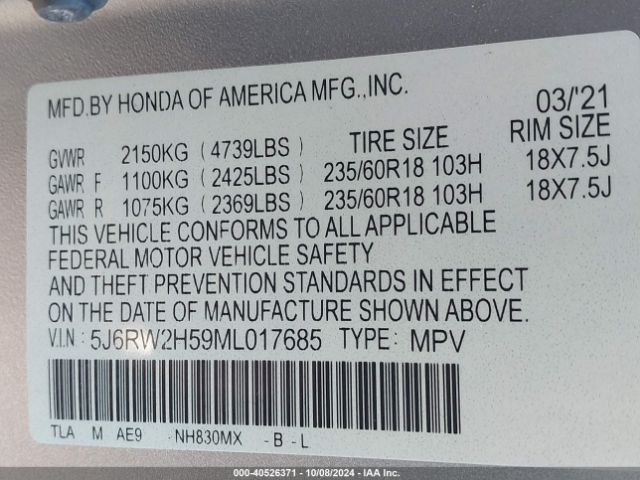 MFD.BY HONDA OF AMERICA MFG.,INC. 03/'21
TIRE SIZE RIM SIZE
GVWR 2150KG (4739LBS)
GAWR F 1100KG (2425LBS) 235/60R18 103H 18X7.5J
GAWR R 1075KG (2369LBS) 235/60R18 103H 18X7.5J
THIS VEHICLE CONFORMS TO ALL APPLICABLE
FEDERAL MOTOR VEHICLE SAFETY
AND THEFT PREVENTION STANDARDS IN EFFECT
ON THE DATE OF MANUFACTURE SHOWN ABOVE.
V.I.N: 5J6RW2H59ML017685 TYPE: MPV
TLA M AE9 NH830MX -B-L
000-40526371 | 10/08/2024 | IAA Inc.